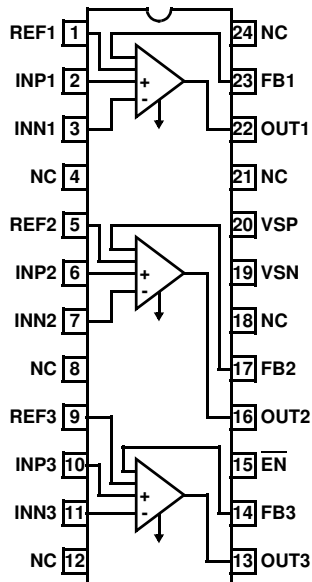 REF1 1 24 NC
INP1 2 + 23 FB1
INN1 3 - 22 OUT1
NC 4 21 NC
REF2 5 20 VSP
INP2 6 + 19 VSN
INN2 7 - 18 NC
NC 8 17 FB2
REF3 9 16 OUT2
INP3 10 15 EN
INN3 11 + - 14 FB3
NC 12 13 OUT3